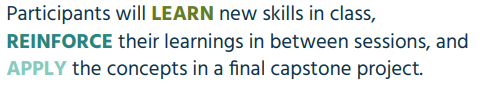 Participants will LEARN new skills in class,
REINFORCE their learnings in between sessions, and
APPLY the concepts in a final capstone project.